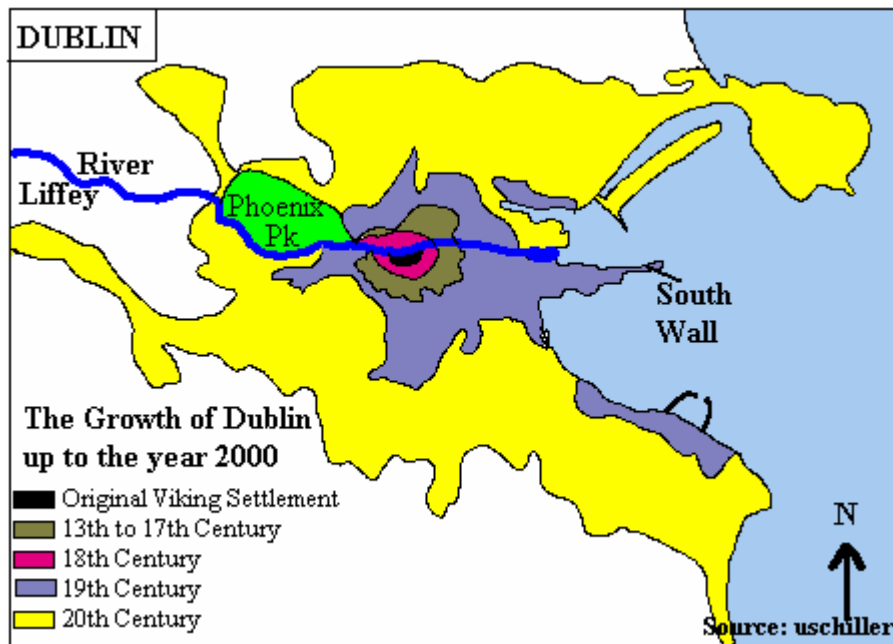 DUBLIN
River
Liffey
Phoenix
Pk
South
Wall
The Growth of Dublin
up to the year 2000
Original Viking Settlement
13th to 17th Century
18th Century
19th Century
20th Century
N
Source: uschiller